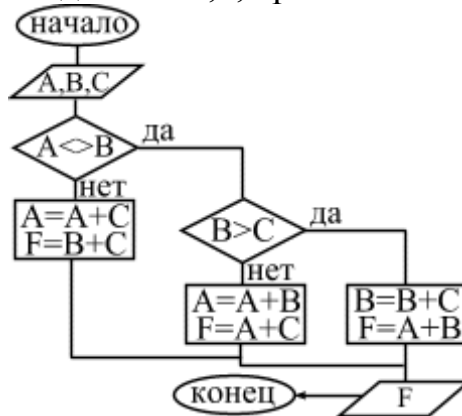 начало
A,B,C
A<>B
да
нет
A=A+C
F=B+C
B>C
да
нет
A=A+B
F=A+C
B=B+C
F=A+B
конец
F